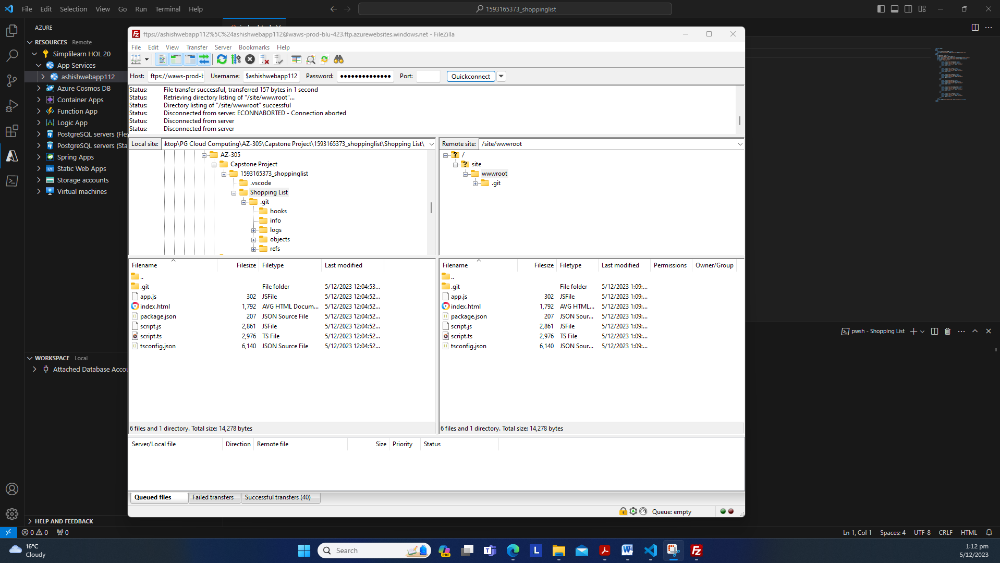 File Edit Selection View Go Run Terminal Help
1593165373_shoppinglist
AZURE
RESOURCES Remote
Simplilearn HOL 20
App Services
ashishwebapp112
Azure Cosmos DB
Container Apps
Function App
Logic App
PostgreSQL servers (Fle
PostgreSQL servers (Sta
Spring Apps
Static Web Apps
Storage accounts
Virtual machines
WORKSPACE Local
Attached Database Accou
HELP AND FEEDBACK
ftps://ashishwebapp112%5C%24ashishwebapp112@waws-prod-blu-423.ftp.azurewebsites.windows.net - FileZilla
File Edit View Transfer Server Bookmarks Help
Host: ftps://waws-prod-b Username: $ashishwebapp112 Password: ●●●●●●●●●●●●●● Port: Quickconnect
Status: File transfer successful, transferred 157 bytes in 1 second
Status: Retrieving directory listing of "/site/wwwroot"...
Status: Directory listing of "/site/wwwroot" successful
Status: Disconnected from server: ECONNABORTED - Connection aborted
Status: Disconnected from server
Status: Disconnected from server
Local site: ktop\PG Cloud Computing\AZ-305\Capstone Project\1593165373_shoppinglist\Shopping List\
AZ-305
Capstone Project
1593165373_shoppinglist
.vscode
Shopping List
.git
hooks
info
logs
objects
refs
Remote site: /site/wwwroot
/
site
wwwroot
.git
Filename Filesize Filetype Last modified
..
.git File folder 5/12/2023 12:04:53...
app.js 302 JSFile 5/12/2023 12:04:52...
index.html 1,792 AVG HTML Docum... 5/12/2023 12:04:52...
package.json 207 JSON Source File 5/12/2023 12:04:52...
script.js 2,861 JSFile 5/12/2023 12:04:52...
script.ts 2,976 TS File 5/12/2023 12:04:52...
tsconfig.json 6,140 JSON Source File 5/12/2023 12:04:52...
6 files and 1 directory. Total size: 14,278 bytes
Filename Filesize Filetype Last modified Permissions Owner/Group
..
.git File folder 5/12/2023 1:09:...
app.js 302 JSFile 5/12/2023 1:09:...
index.html 1,792 AVG HTML... 5/12/2023 1:09:...
package.json 207 JSON Sour... 5/12/2023 1:09:...
script.js 2,861 JSFile 5/12/2023 1:09:...
script.ts 2,976 TS File 5/12/2023 1:09:...
tsconfig.json 6,140 JSON Sour... 5/12/2023 1:09:...
6 files and 1 directory. Total size: 14,278 bytes
Server/Local file Direction Remote file Size Priority Status
Queued files Failed transfers Successful transfers (40)
Queue: empty
pwsh - Shopping List
0 0 0
Ln 1, Col 1 Spaces: 4 UTF-8 CRLF HTML
16°C
Cloudy
Search
PRE
1:12 pm
5/12/2023